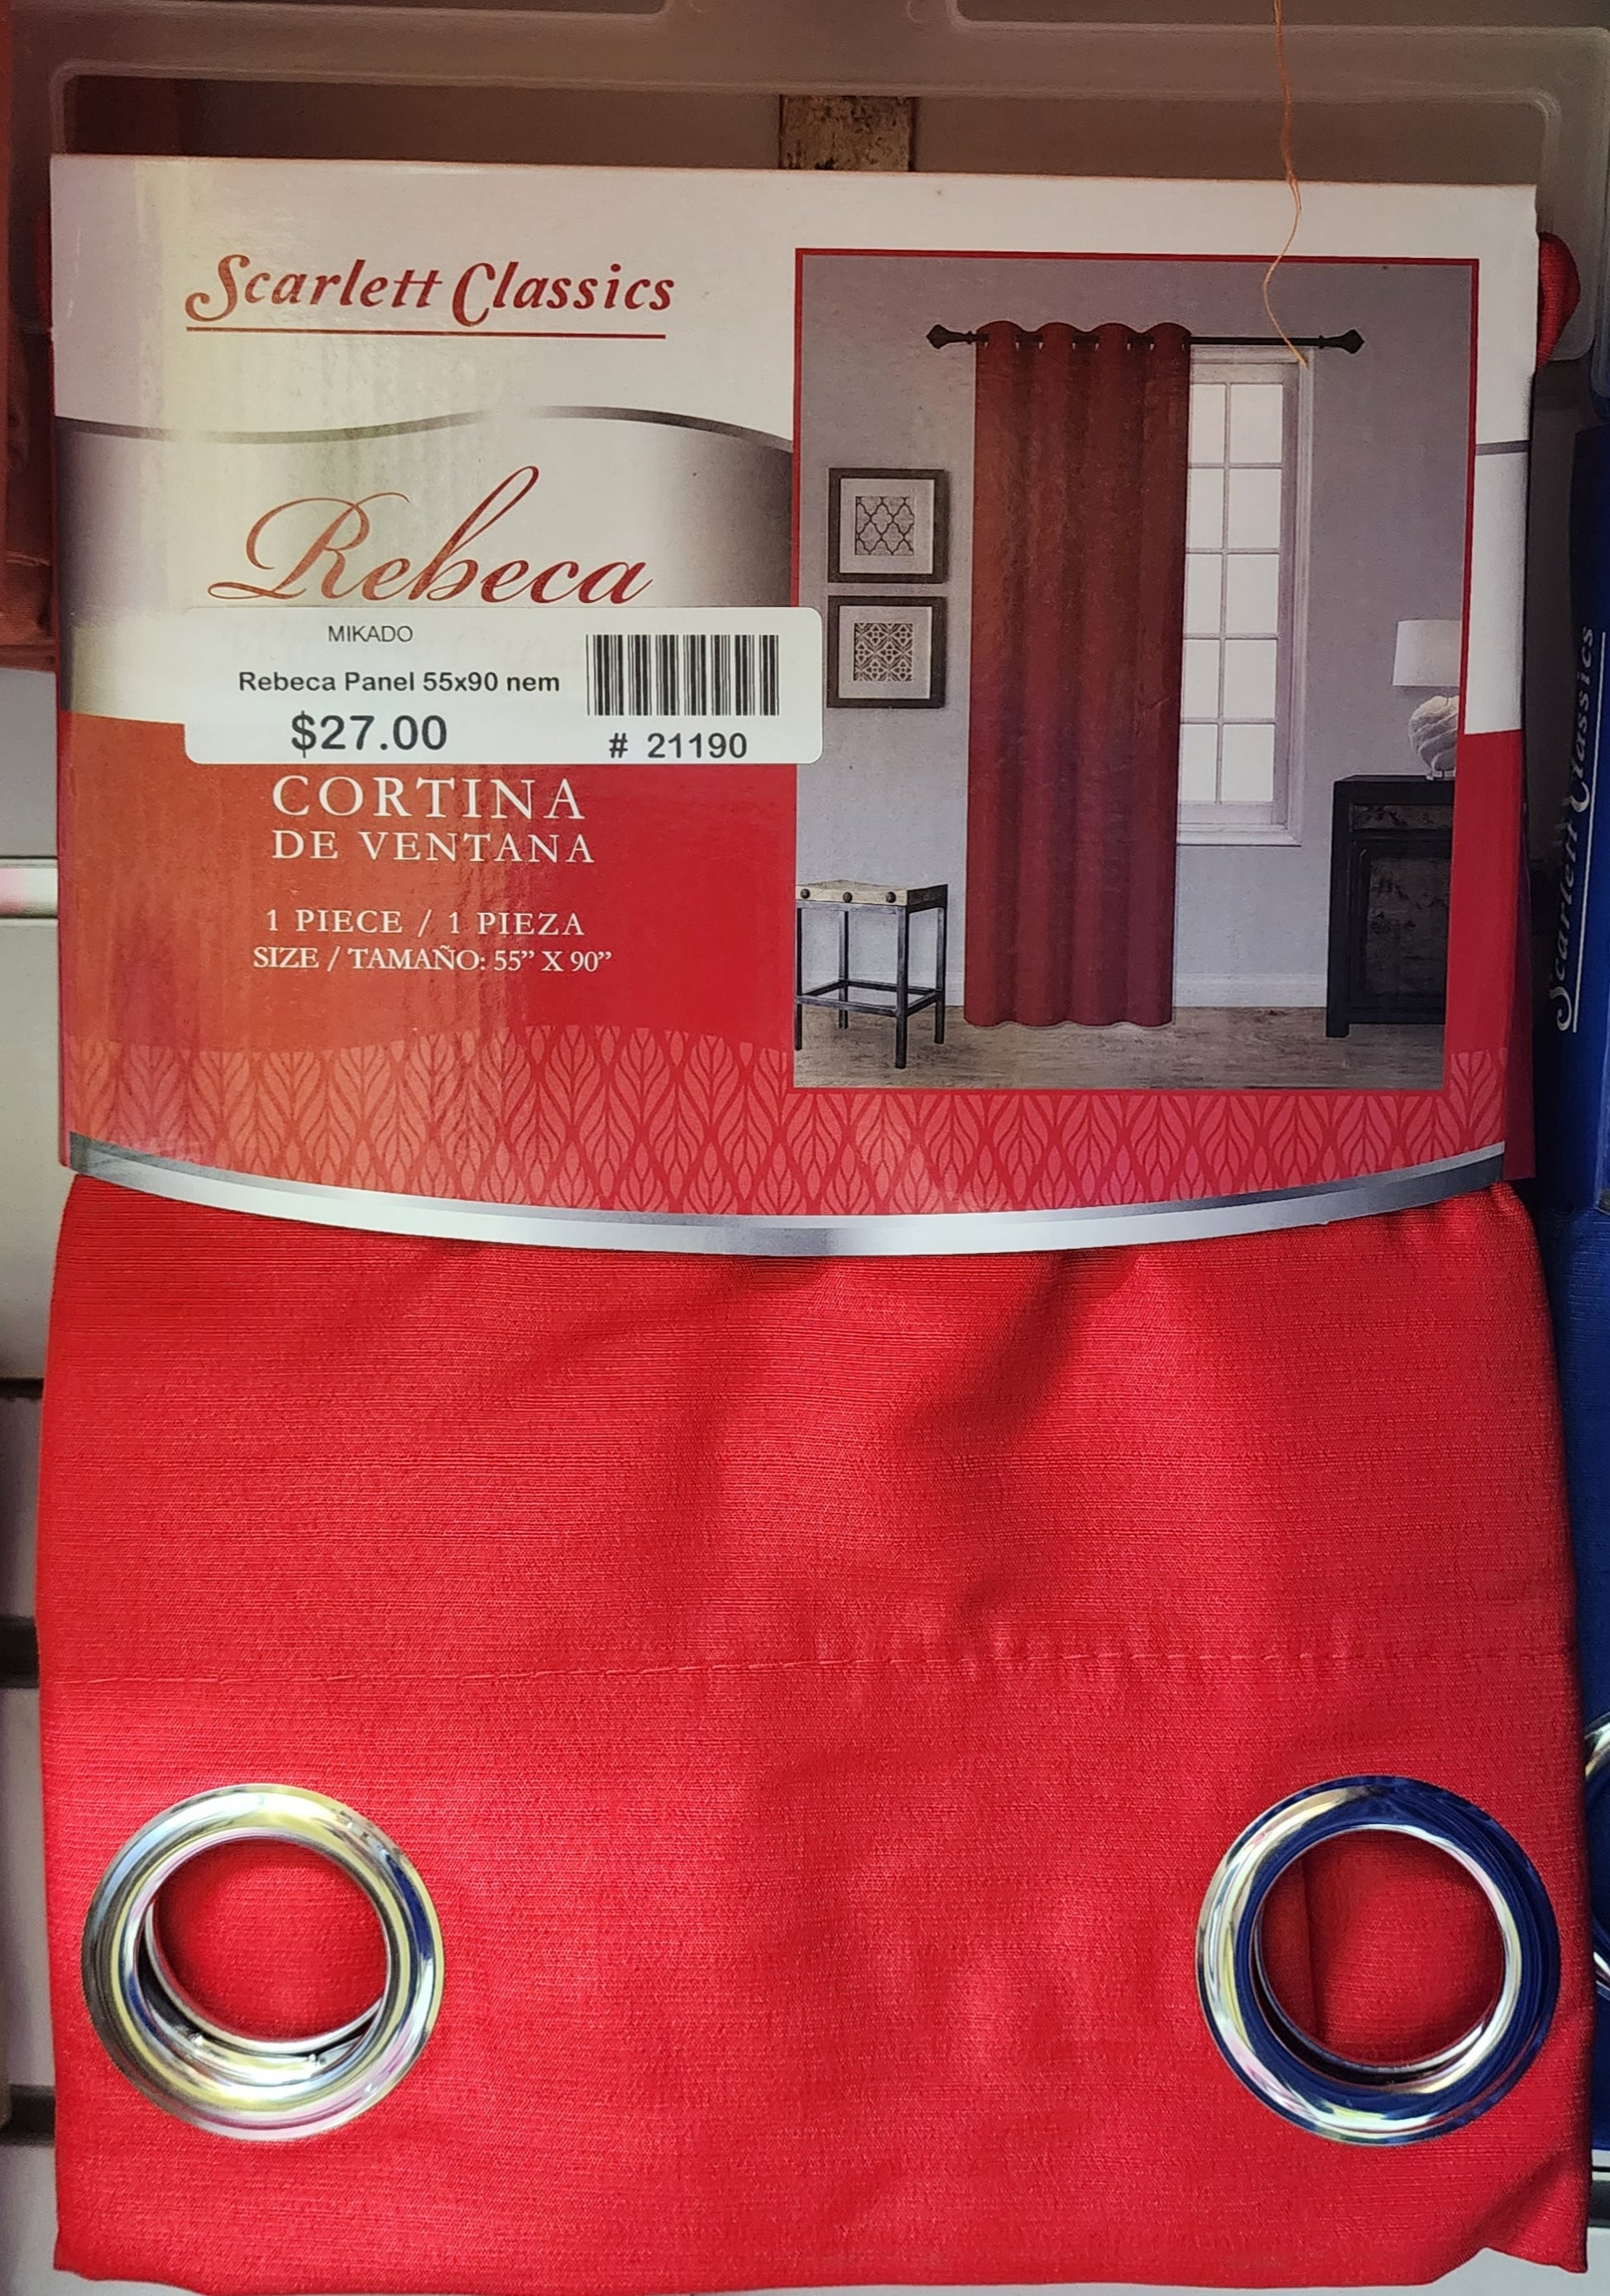 Scarlett Classics
Rebeca
MIKADO
Rebeca Panel 55x90 nem
$27.00
# 21190
CORTINA
DE VENTANA
1 PIECE / 1 PIEZA
SIZE / TAMAÑO: 55” X 90”
Scarlett Classics